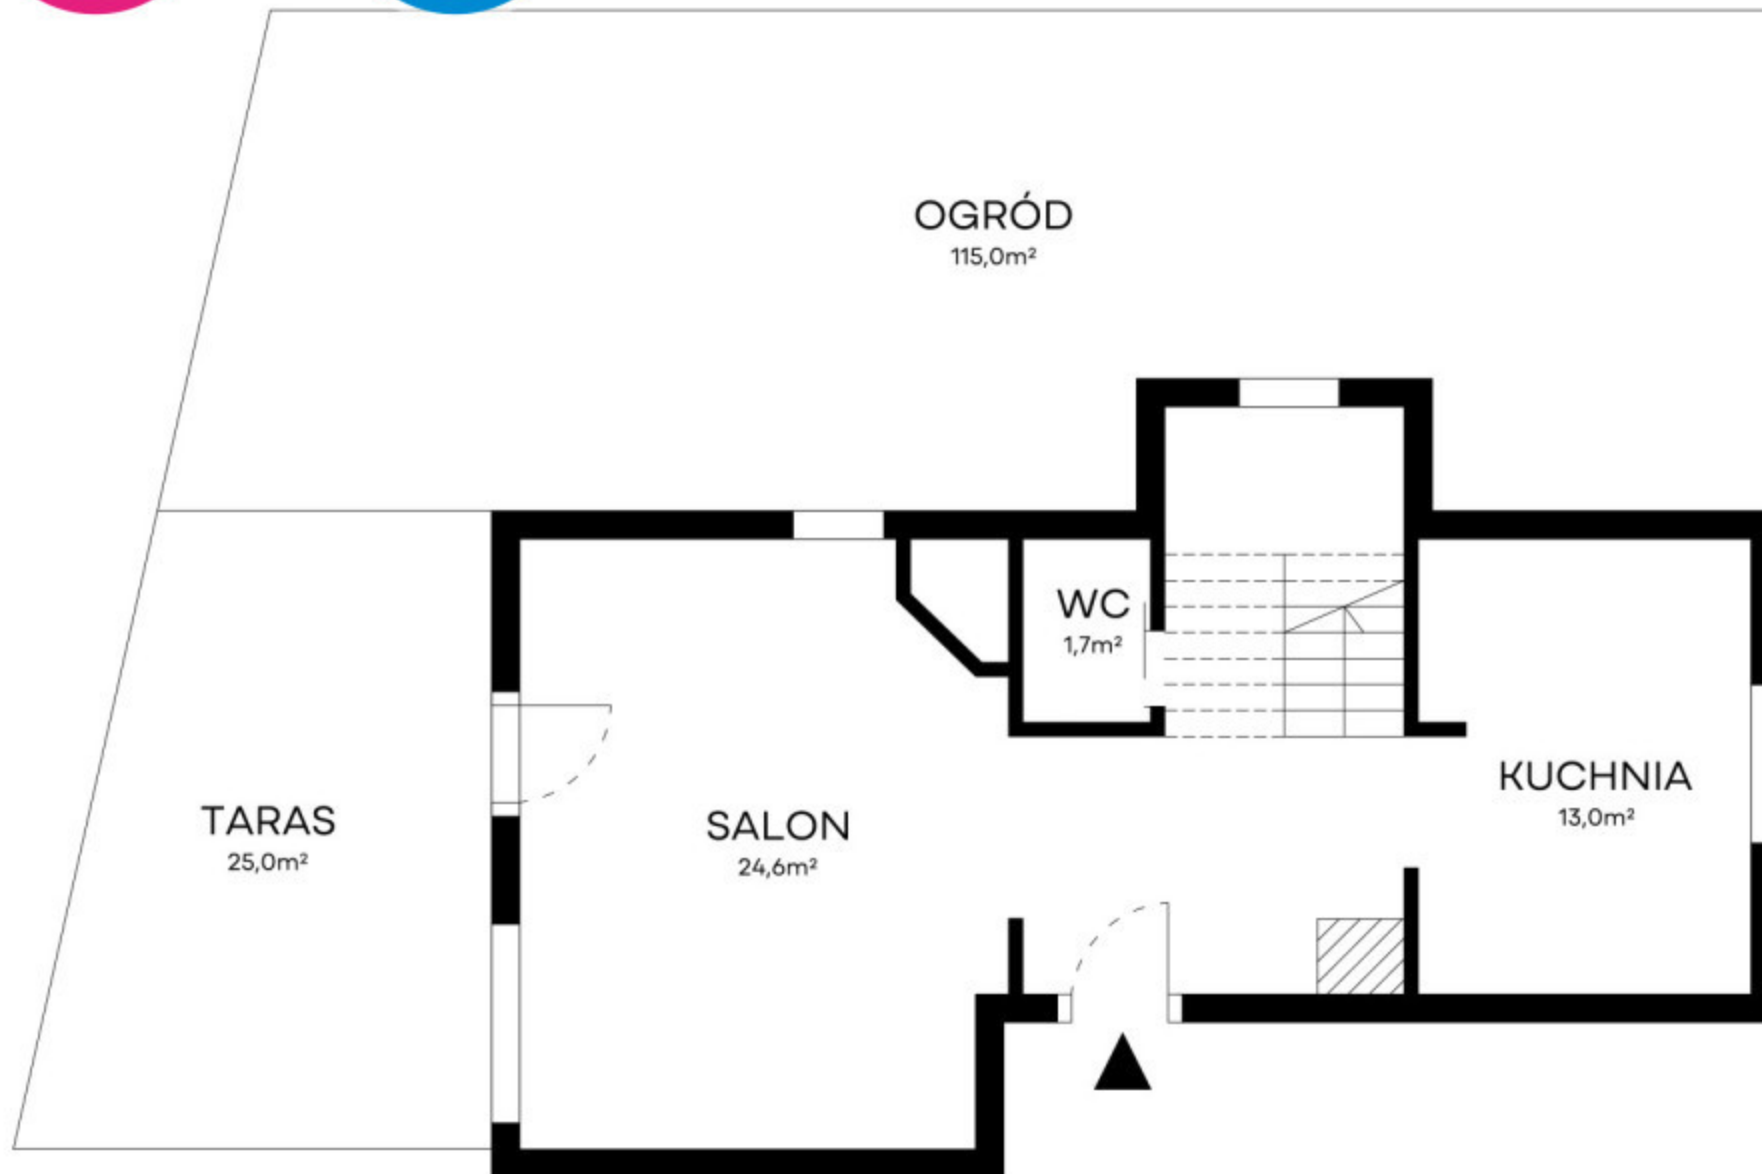 OGRÓD
115,0m²
WC
1,7m²
KUCHNIA
13,0m²
TARAS
25,0m²
SALON
24,6m²